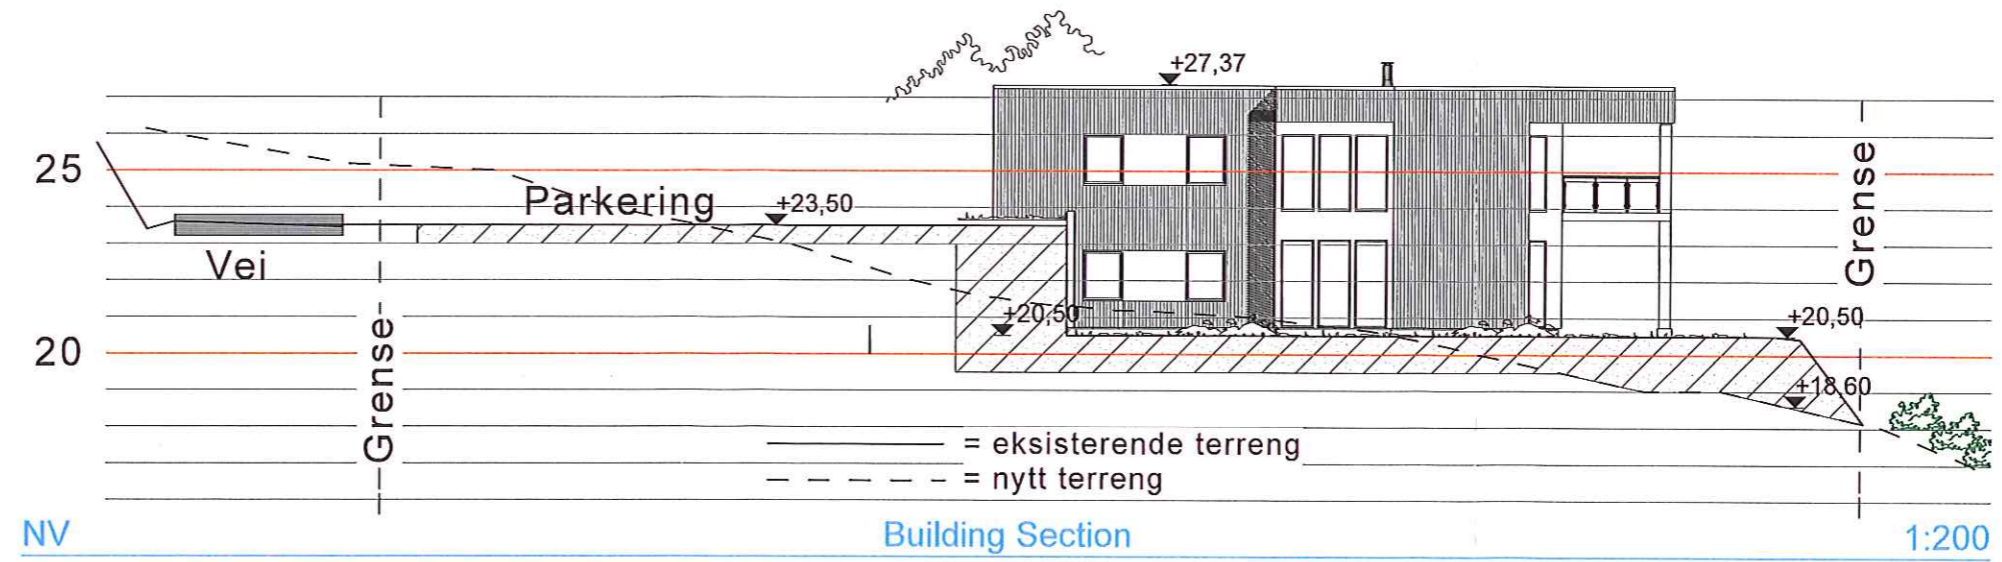 +27,37
25
Parkering
+23,50
Vei
Grense
+20,50
+20,50
20
Grense
+18,60
= eksisterende terreng
= nytt terreng
NV
Building Section
1:200